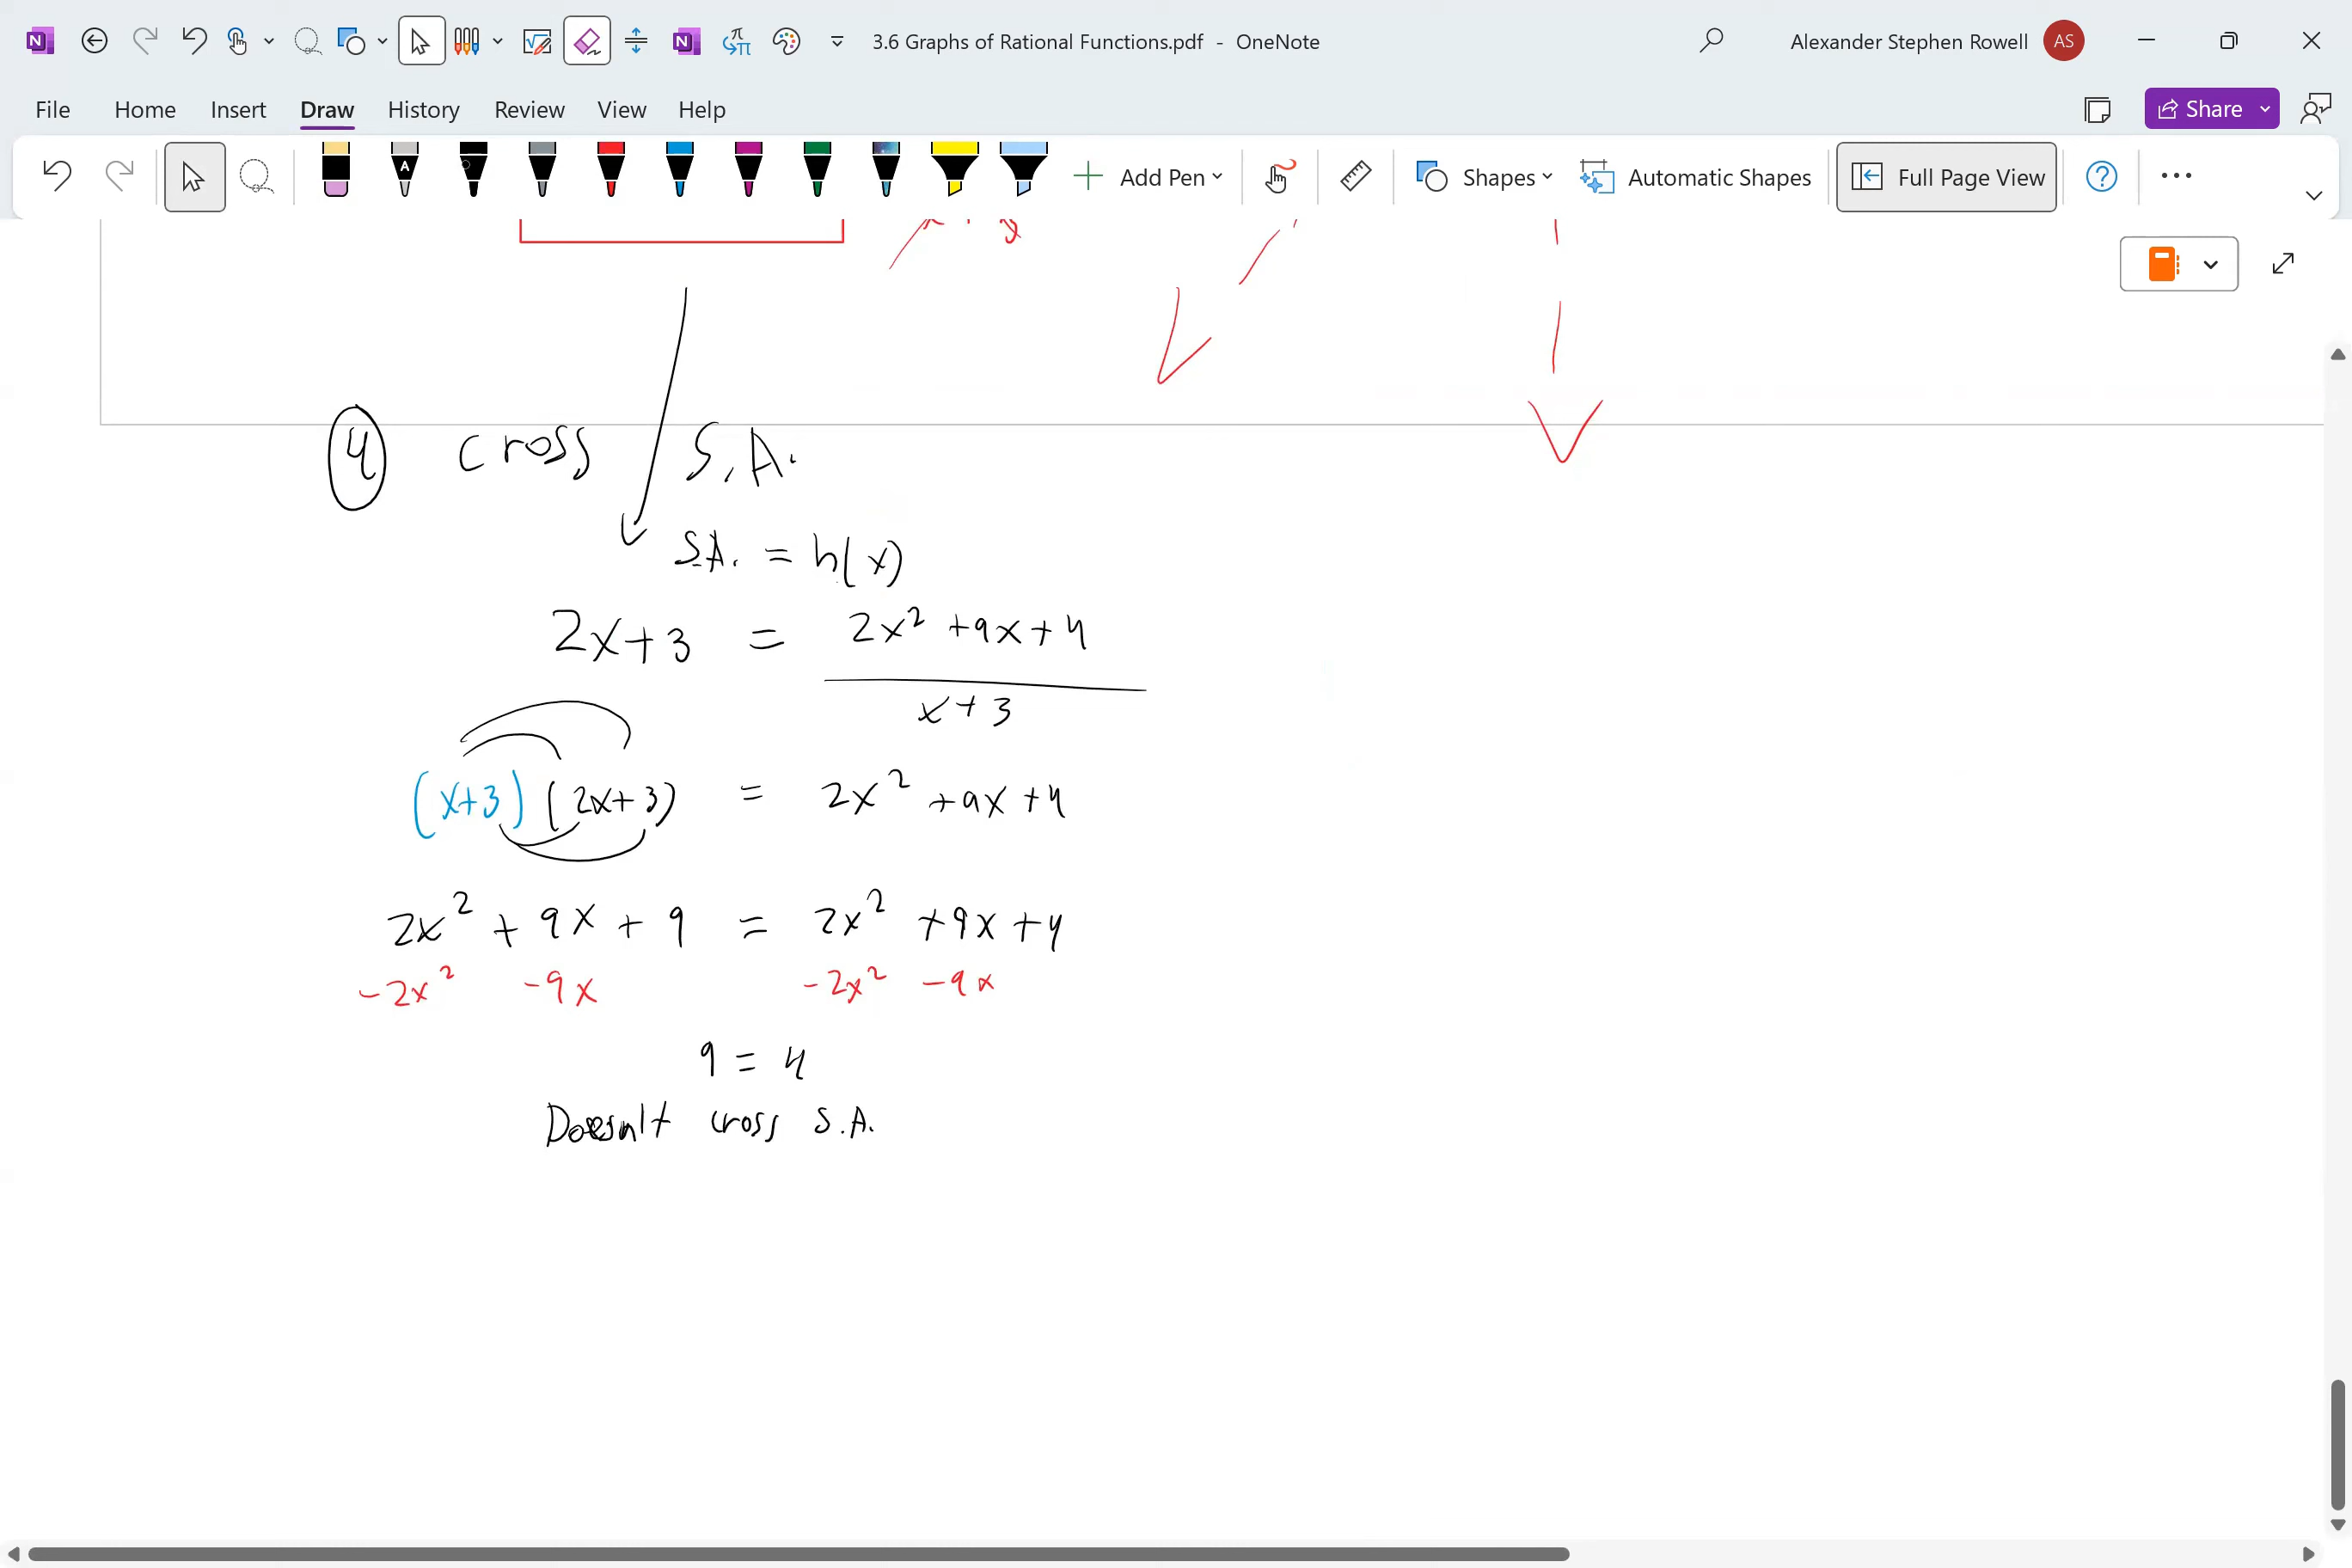 3.6 Graphs of Rational Functions.pdf - OneNote
Alexander Stephen Rowell AS
File Home Insert Draw History Review View Help
Share
A
Add Pen
Shapes
Automatic Shapes
Full Page View
④ cross S.A.
S.A. = h(x)
2x+3 = 2x² +9x+4
x+3
(x+3)(2x+3) = 2x² +9x +4
2x² + 9x + 9 = 2x² +9x +4
-2x² -9x -2x² -9x
9 = 4
Doesn't cross S.A.